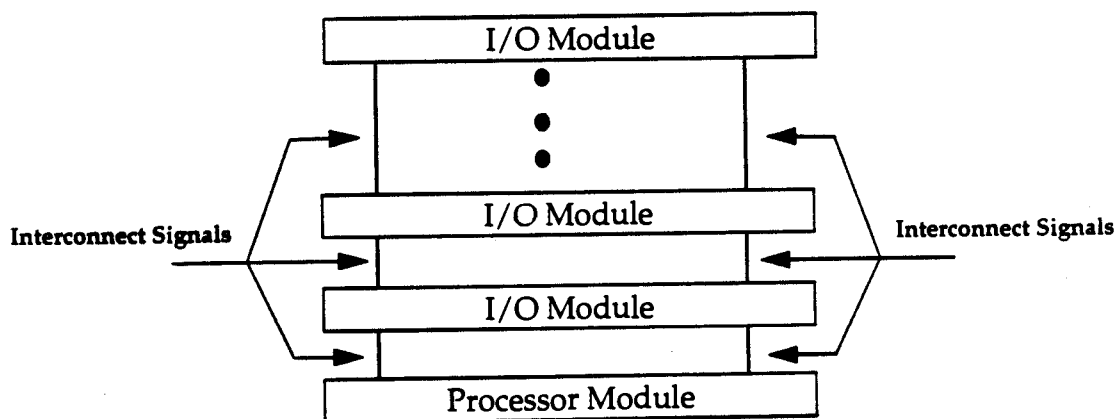 I/O Module
I/O Module
Interconnect Signals
Interconnect Signals
I/O Module
Processor Module